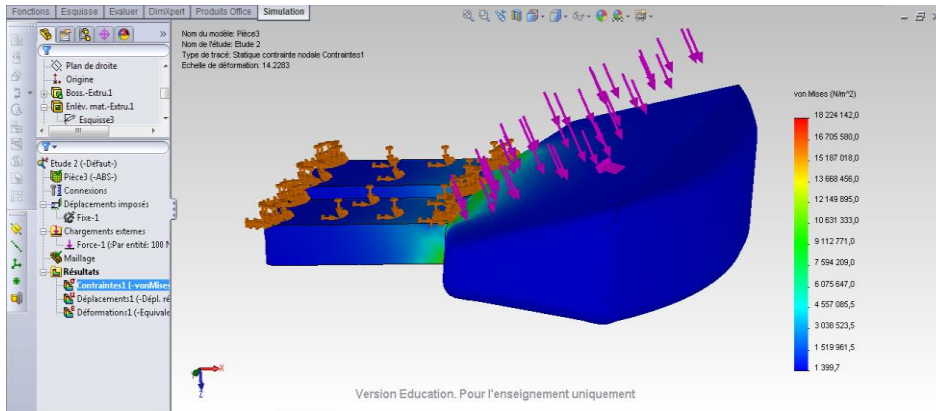 Fonctions Esquisse Evaluer DimXpert Produits Office Simulation
Nom du modèle: Pièce3
Nom de l'étude: Etude 2
Type de tracé: Statique contrainte nodale Contraintes1
Echelle de déformation: 14.2283
Plan de droite
Origine
Boss.-Extru.1
Enlèv. mat.-Extru.1
Esquisse3
Etude 2 (-Défaut-)
Pièce3 (-ABS-)
Connexions
Déplacements imposés
Fixe-1
Chargements externes
Force-1 (:Par entité: 100 N
Maillage
Résultats
Contraintes1 (-vonMises
Déplacements1 (-Dépl. ré
Déformations1 (-Equivale
von Mises (N/m^2)
18 224 142,0
16 705 580,0
15 187 018,0
13 668 456,0
12 149 895,0
10 631 333,0
9 112 771,0
7 594 209,0
6 075 647,0
4 557 085,5
3 038 523,5
1 519 961,5
1 399,7
X
Z
Version Education. Pour l'enseignement uniquement